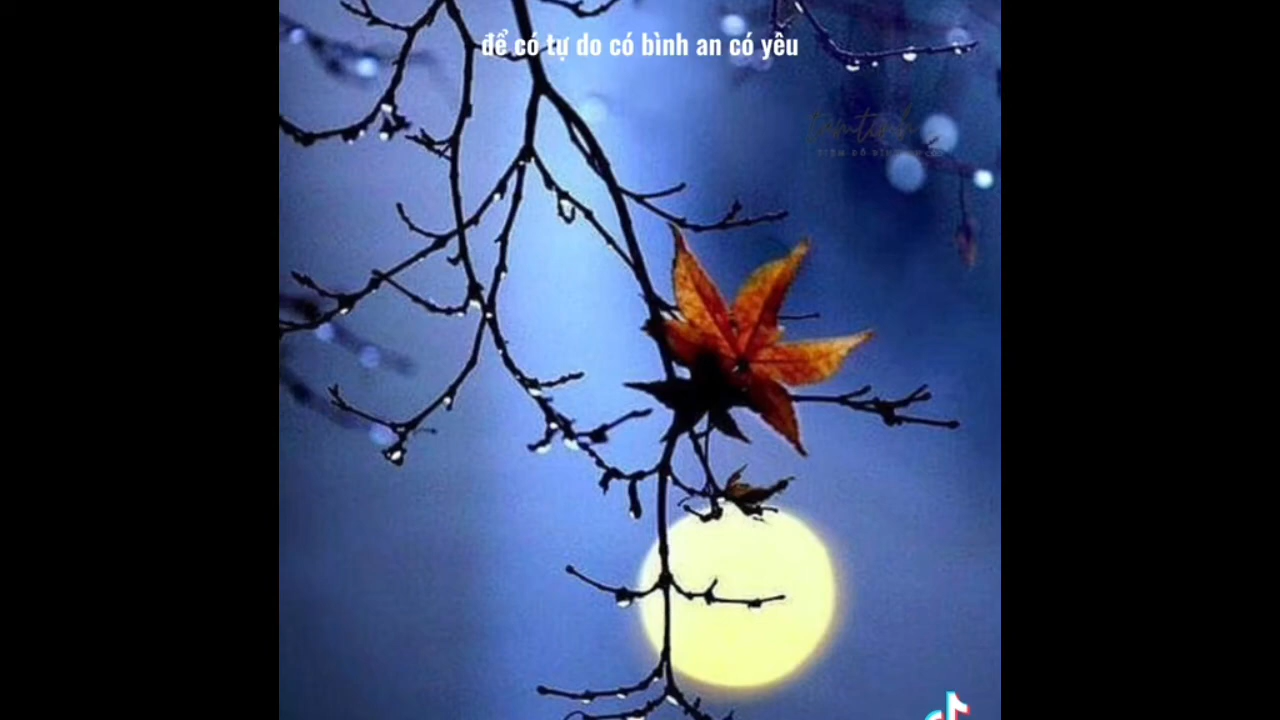 để có tự do có bình an có yêu